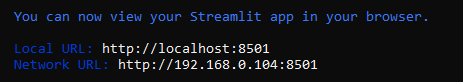 You can now view your Streamlit app in your browser.
Local URL: http://localhost:8501
Network URL: http://192.168.0.104:8501